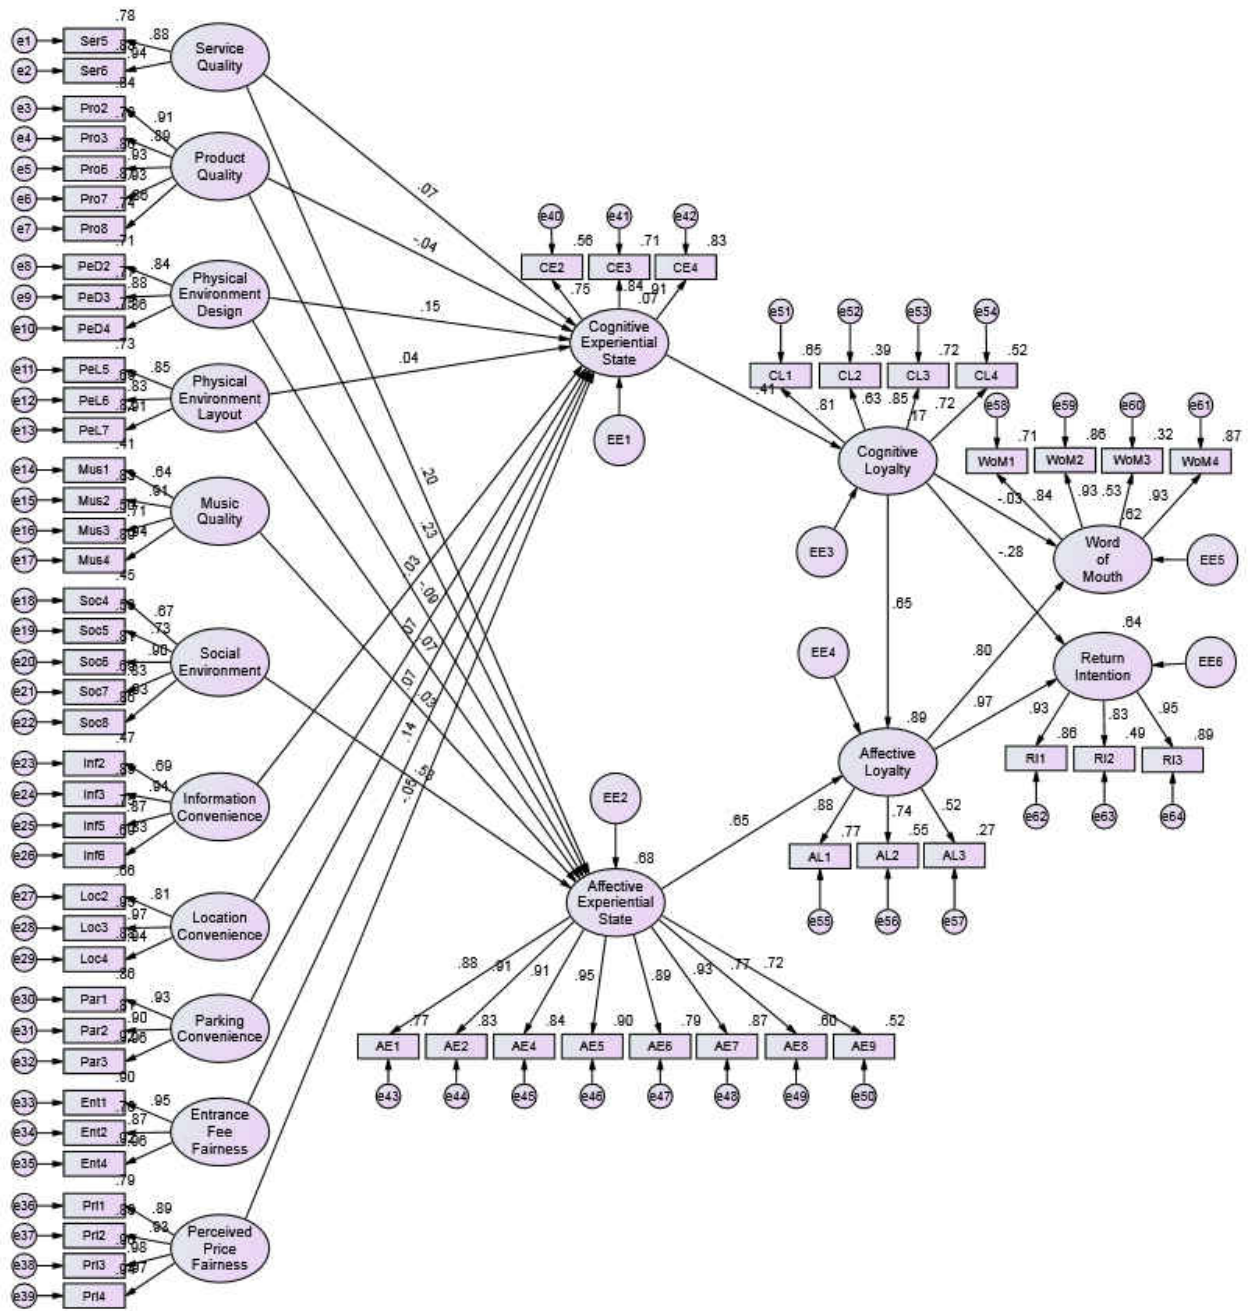 .78
e1 Ser5 .88
e2 Ser6 .94
Service
Quality
.84
e3 Pro2 .91
e4 Pro3 .89
e5 Pro6 .93
e6 Pro7 .93
e7 Pro8 .86
Product
Quality
.71
e8 PeD2 .84
e9 PeD3 .88
e10 PeD4 .86
Physical
Environment
Design
.73
e11 PeL5 .85
e12 PeL6 .83
e13 PeL7 .91
Physical
Environment
Layout
.41
e14 Mus1 .64
e15 Mus2 .91
e16 Mus3 .71
e17 Mus4 .94
Music
Quality
.45
e18 Soc4 .67
e19 Soc5 .73
e20 Soc6 .90
e21 Soc7 .83
e22 Soc8 .93
Social
Environment
.47
e23 Inf2 .69
e24 Inf3 .94
e25 Inf5 .87
e26 Inf6 .83
Information
Convenience
.66
e27 Loc2 .81
e28 Loc3 .97
e29 Loc4 .94
Location
Convenience
.86
e30 Par1 .93
e31 Par2 .90
e32 Par3 .96
Parking
Convenience
.90
e33 Ent1 .95
e34 Ent2 .87
e35 Ent4 .96
Entrance
Fee
Fairness
.79
e36 PrI1 .89
e37 PrI2 .93
e38 PrI3 .98
e39 PrI4 .97
Perceived
Price
Fairness
.07
-.04
.15
.04
.20
.23
-.09
.07
.03
.07
.07
.03
.14
-.05
.58
e40 e41 e42
.56 .71 .83
CE2 CE3 CE4
.75 .84 .91
.07
Cognitive
Experiential
State
EE1
.41
e51 e52 e53 e54
.65 .39 .72 .52
CL1 CL2 CL3 CL4
.81 .63 .85 .72
.17
Cognitive
Loyalty
EE3
e58 e59 e60 e61
.71 .86 .32 .87
WoM1 WoM2 WoM3 WoM4
-.03 .84 .93 .53 .93
.62
Word
of
Mouth
EE5
-.28
.65
.80
.97
.64
Return
Intention
EE6
.93 .83 .95
.86 .49 .89
RI1 RI2 RI3
e62 e63 e64
EE4
.89
Affective
Loyalty
.88 .74 .52
.77 .55 .27
AL1 AL2 AL3
e55 e56 e57
.65
EE2
.68
Affective
Experiential
State
.88 .91 .91 .95 .89 .93 .77 .72
.77 .83 .84 .90 .79 .87 .60 .52
AE1 AE2 AE4 AE5 AE6 AE7 AE8 AE9
e43 e44 e45 e46 e47 e48 e49 e50